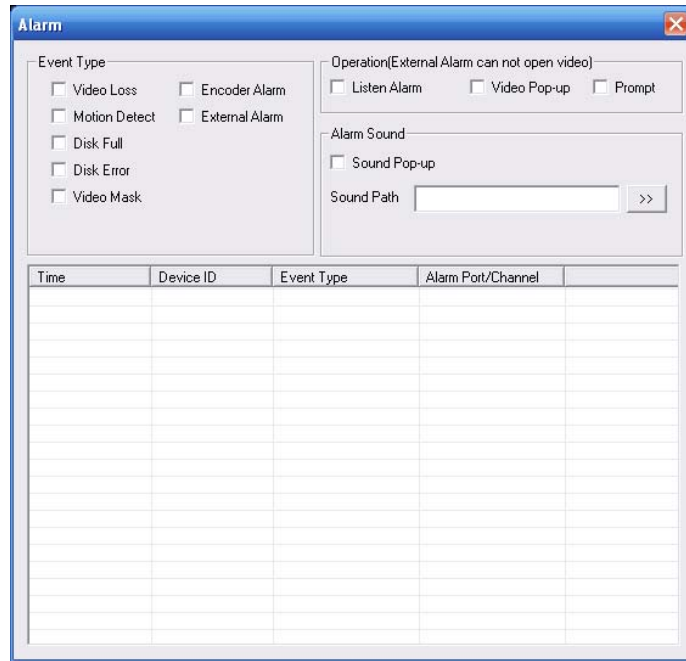 Alarm
Event Type
Video Loss
Encoder Alarm
Motion Detect
External Alarm
Disk Full
Disk Error
Video Mask
Operation(External Alarm can not open video)
Listen Alarm
Video Pop-up
Prompt
Alarm Sound
Sound Pop-up
Sound Path
>>
Time Device ID Event Type Alarm Port/Channel